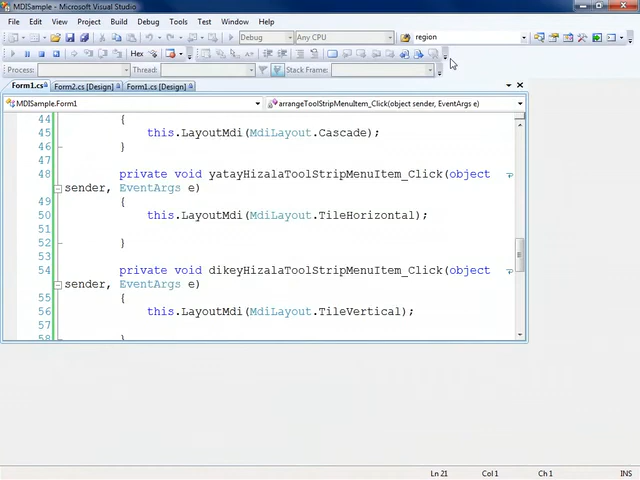 MDISample - Microsoft Visual Studio
File Edit View Project Build Debug Tools Test Window Help
Debug Any CPU region
Hex
Process: Thread: Stack Frame:
Form1.cs Form2.cs [Design] Form1.cs [Design]
MDISample.Form1 arrangeToolStripMenuItem_Click(object sender, EventArgs e)
44 {
45 this.LayoutMdi(MdiLayout.Cascade);
46 }
47
48 private void yatayHizalaToolStripMenuItem_Click(object
sender, EventArgs e)
49 {
50 this.LayoutMdi(MdiLayout.TileHorizontal);
51
52 }
53
54 private void dikeyHizalaToolStripMenuItem_Click(object
sender, EventArgs e)
55 {
56 this.LayoutMdi(MdiLayout.TileVertical);
57
58 }
Ln 21 Col 1 Ch 1 INS